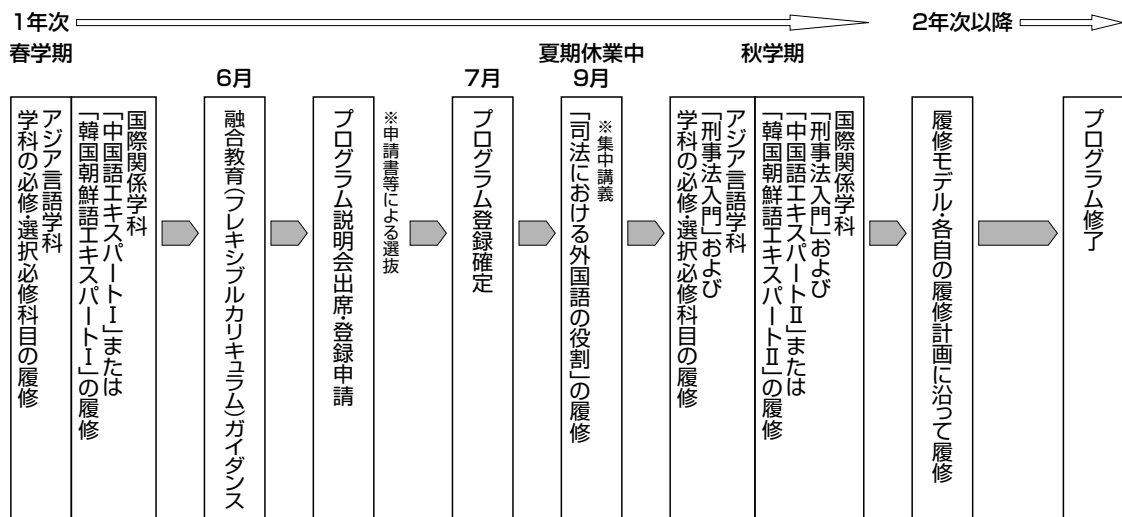 1年次
2年次以降
春学期
夏期休業中
秋学期
6月
7月
9月
アジア言語学科
学科の必修・選択必修科目の履修
国際関係学科
「中国語エキスパートⅠ」または
「韓国朝鮮語エキスパートⅠ」の履修
融合教育(フレキシブルカリキュラム)ガイダンス
プログラム説明会出席・登録申請
※申請書等による選抜
プログラム登録確定
※集中講義
「司法における外国語の役割」の履修
アジア言語学科
「刑事法入門」および
学科の必修・選択必修科目の履修
国際関係学科
「刑事法入門」および
「中国語エキスパートⅡ」または
「韓国朝鮮語エキスパートⅡ」の履修
履修モデル・各自の履修計画に沿って履修
プログラム修了